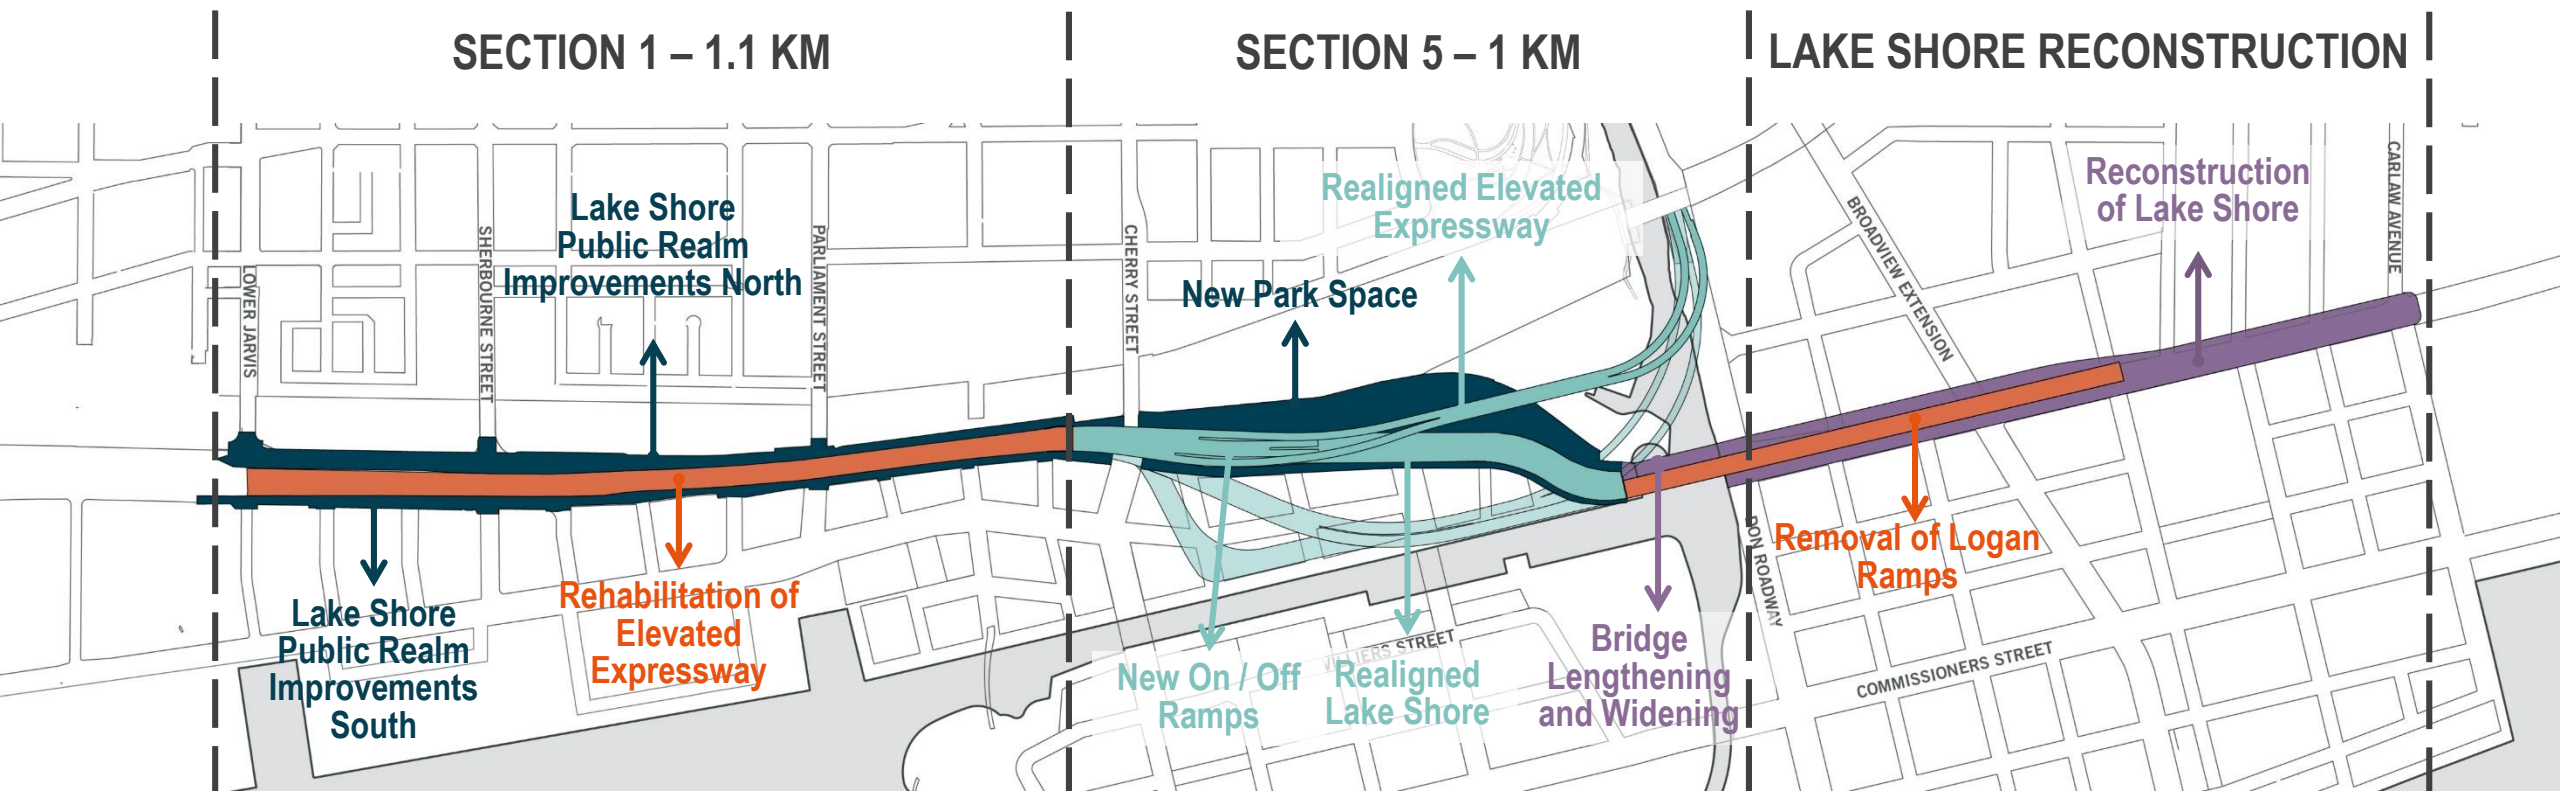 SECTION 1 – 1.1 KM
SECTION 5 – 1 KM
LAKE SHORE RECONSTRUCTION
LOWER JARVIS
SHERBOURNE STREET
Lake Shore
Public Realm
Improvements North
PARLIAMENT STREET
CHERRY STREET
New Park Space
Realigned Elevated
Expressway
BROADVIEW EXTENSION
Reconstruction
of Lake Shore
CARLAW AVENUE
Lake Shore
Public Realm
Improvements
South
Rehabilitation of
Elevated
Expressway
New On / Off
Ramps
VILLIERS STREET
Realigned
Lake Shore
Bridge
Lengthening
and Widening
DON ROADWAY
Removal of Logan
Ramps
COMMISSIONERS STREET